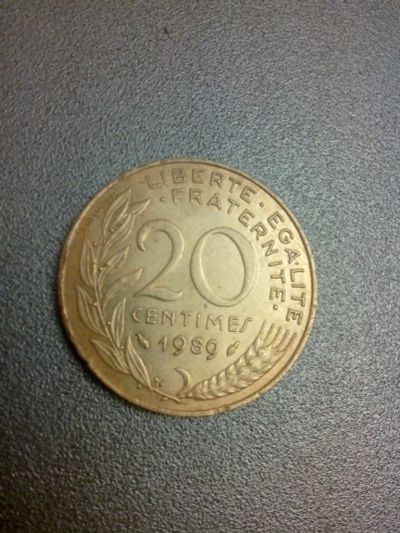 LIBERTE · EGALITE
· FRATERNITE ·
20
CENTIMES
1989